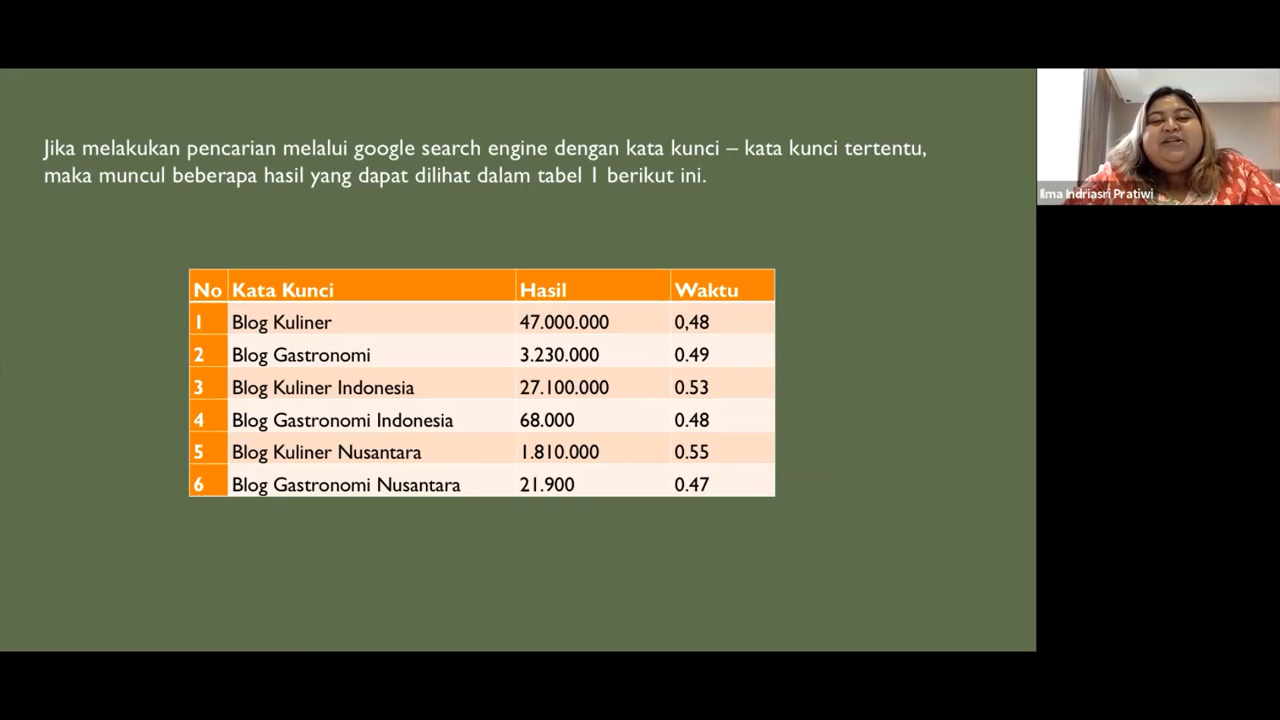 Jika melakukan pencarian melalui google search engine dengan kata kunci – kata kunci tertentu,
maka muncul beberapa hasil yang dapat dilihat dalam tabel 1 berikut ini.
Ilma Indriasri Pratiwi
No Kata Kunci Hasil Waktu
1 Blog Kuliner 47.000.000 0,48
2 Blog Gastronomi 3.230.000 0.49
3 Blog Kuliner Indonesia 27.100.000 0.53
4 Blog Gastronomi Indonesia 68.000 0.48
5 Blog Kuliner Nusantara 1.810.000 0.55
6 Blog Gastronomi Nusantara 21.900 0.47